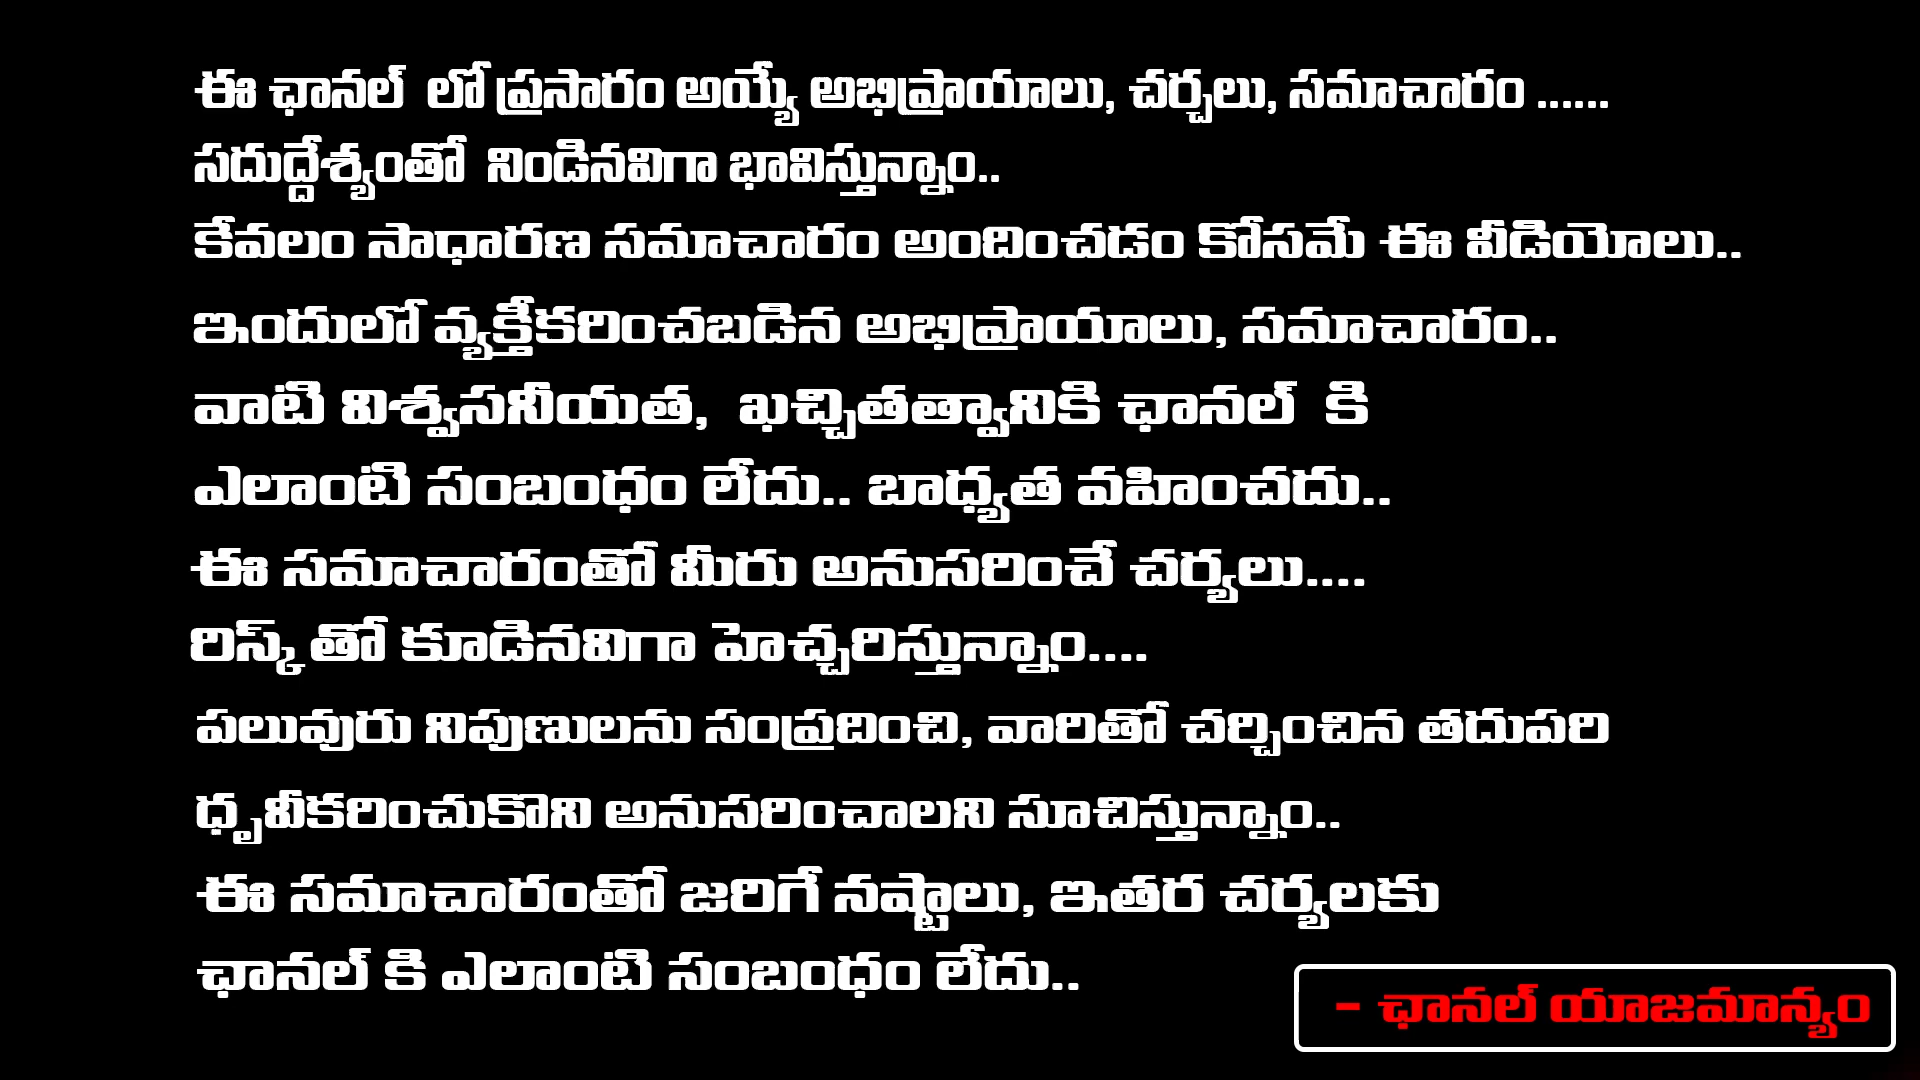 ఈ ఛానల్ లో ప్రసారం అయ్యే అభిప్రాయాలు, చర్చలు, సమాచారం ......
సదుద్దేశ్యంతో నిండినవిగా భావిస్తున్నాం..
కేవలం సాధారణ సమాచారం అందించడం కోసమే ఈ వీడియోలు..
ఇందులో వ్యక్తీకరించబడిన అభిప్రాయాలు, సమాచారం..
వాటి విశ్వసనీయత, ఖచ్చితత్వానికి ఛానల్ కి
ఎలాంటి సంబంధం లేదు.. బాధ్యత వహించదు..
ఈ సమాచారంతో మీరు అనుసరించే చర్యలు....
రిస్క్ తో కూడినవిగా హెచ్చరిస్తున్నాం....
పలువురు నిపుణులను సంప్రదించి, వారితో చర్చించిన తదుపరి
ధృవీకరించుకొని అనుసరించాలని సూచిస్తున్నాం..
ఈ సమాచారంతో జరిగే నష్టాలు, ఇతర చర్యలకు
ఛానల్ కి ఎలాంటి సంబంధం లేదు..
- ఛానల్ యాజమాన్యం